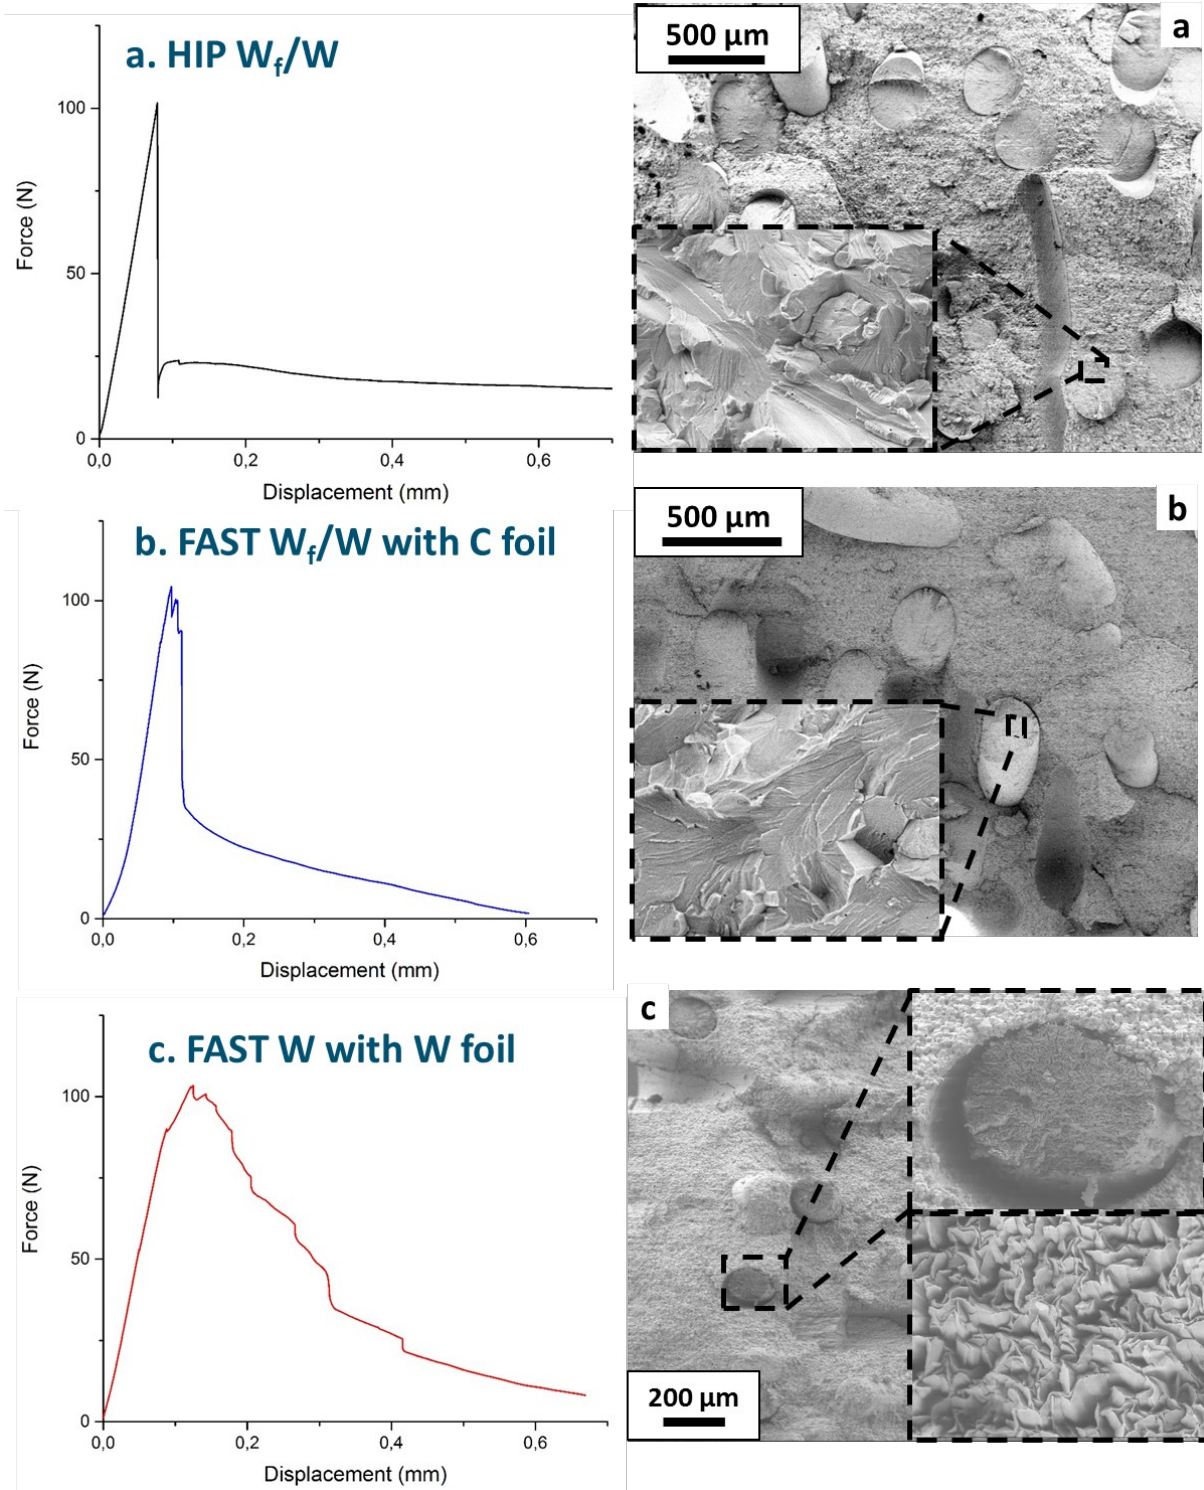 a. HIP Wf/W
100
50
0
Force (N)
0,0
0,2
0,4
0,6
Displacement (mm)
500 µm
a
b. FAST Wf/W with C foil
100
50
0
Force (N)
0,0
0,2
0,4
0,6
Displacement (mm)
500 µm
b
c. FAST W with W foil
100
50
0
Force (N)
0,0
0,2
0,4
0,6
Displacement (mm)
c
200 µm